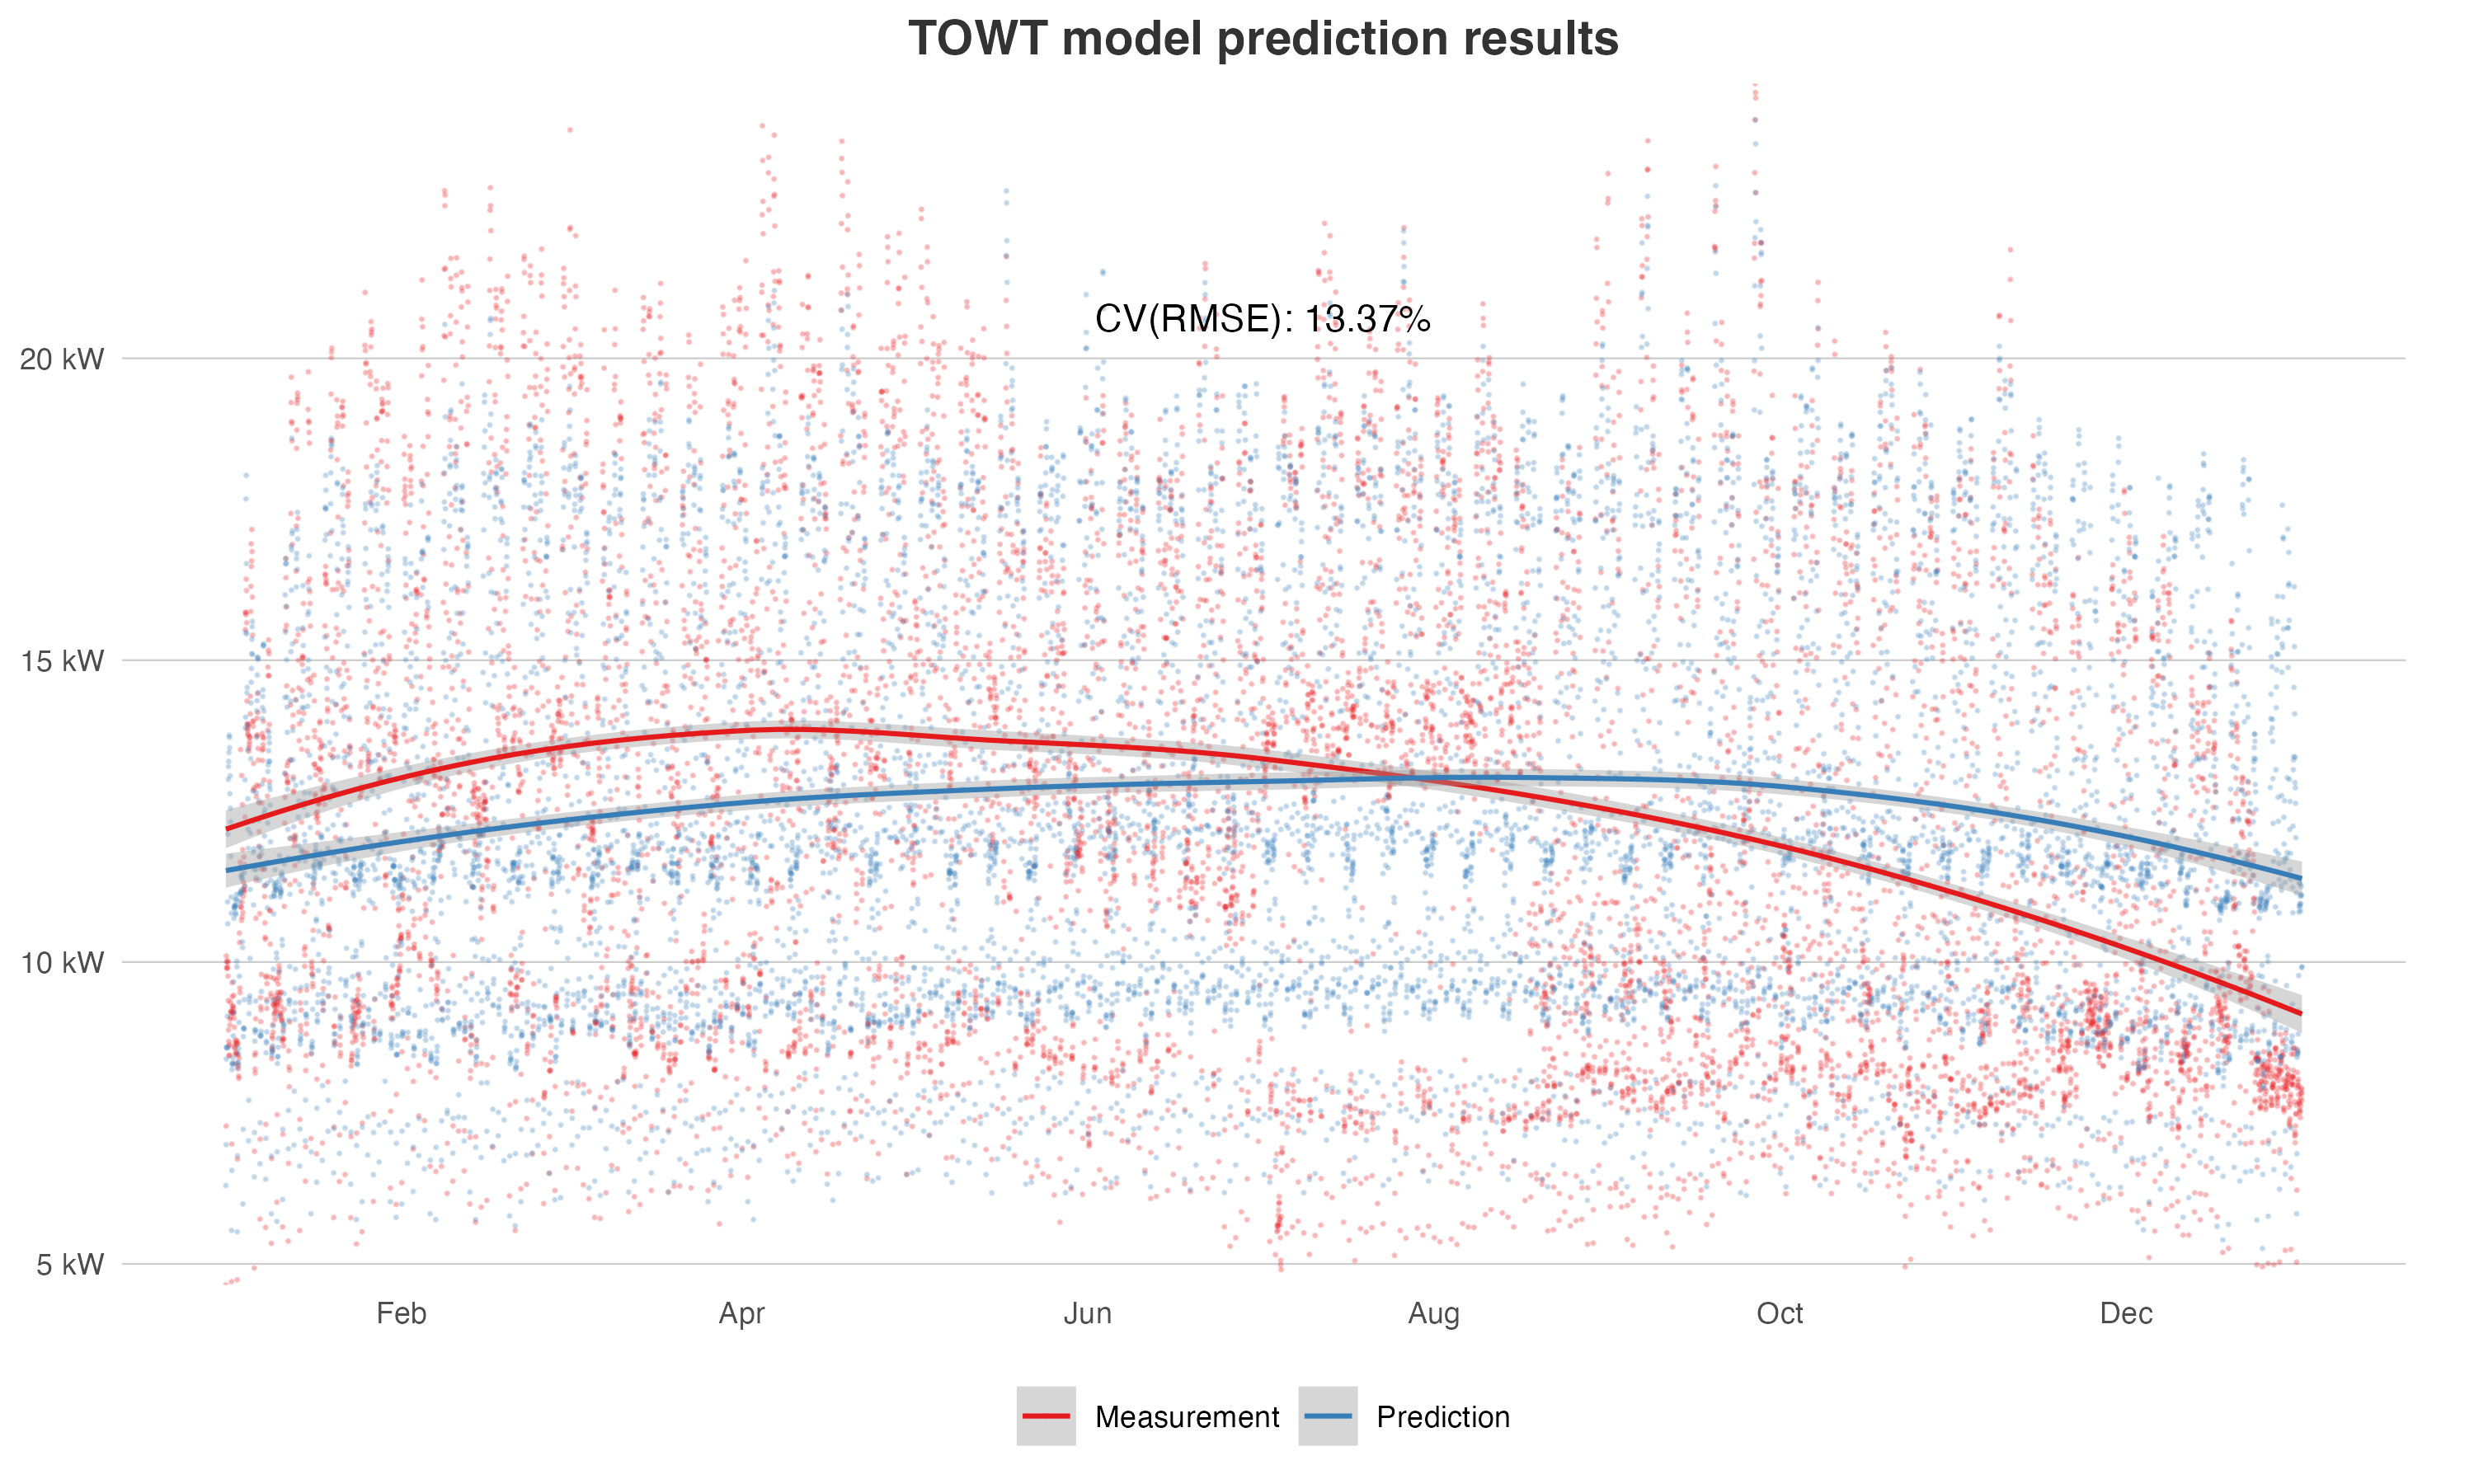 TOWT model prediction results
CV(RMSE): 13.37%
20 kW
15 kW
10 kW
5 kW
Feb Apr Jun Aug Oct Dec
Measurement Prediction